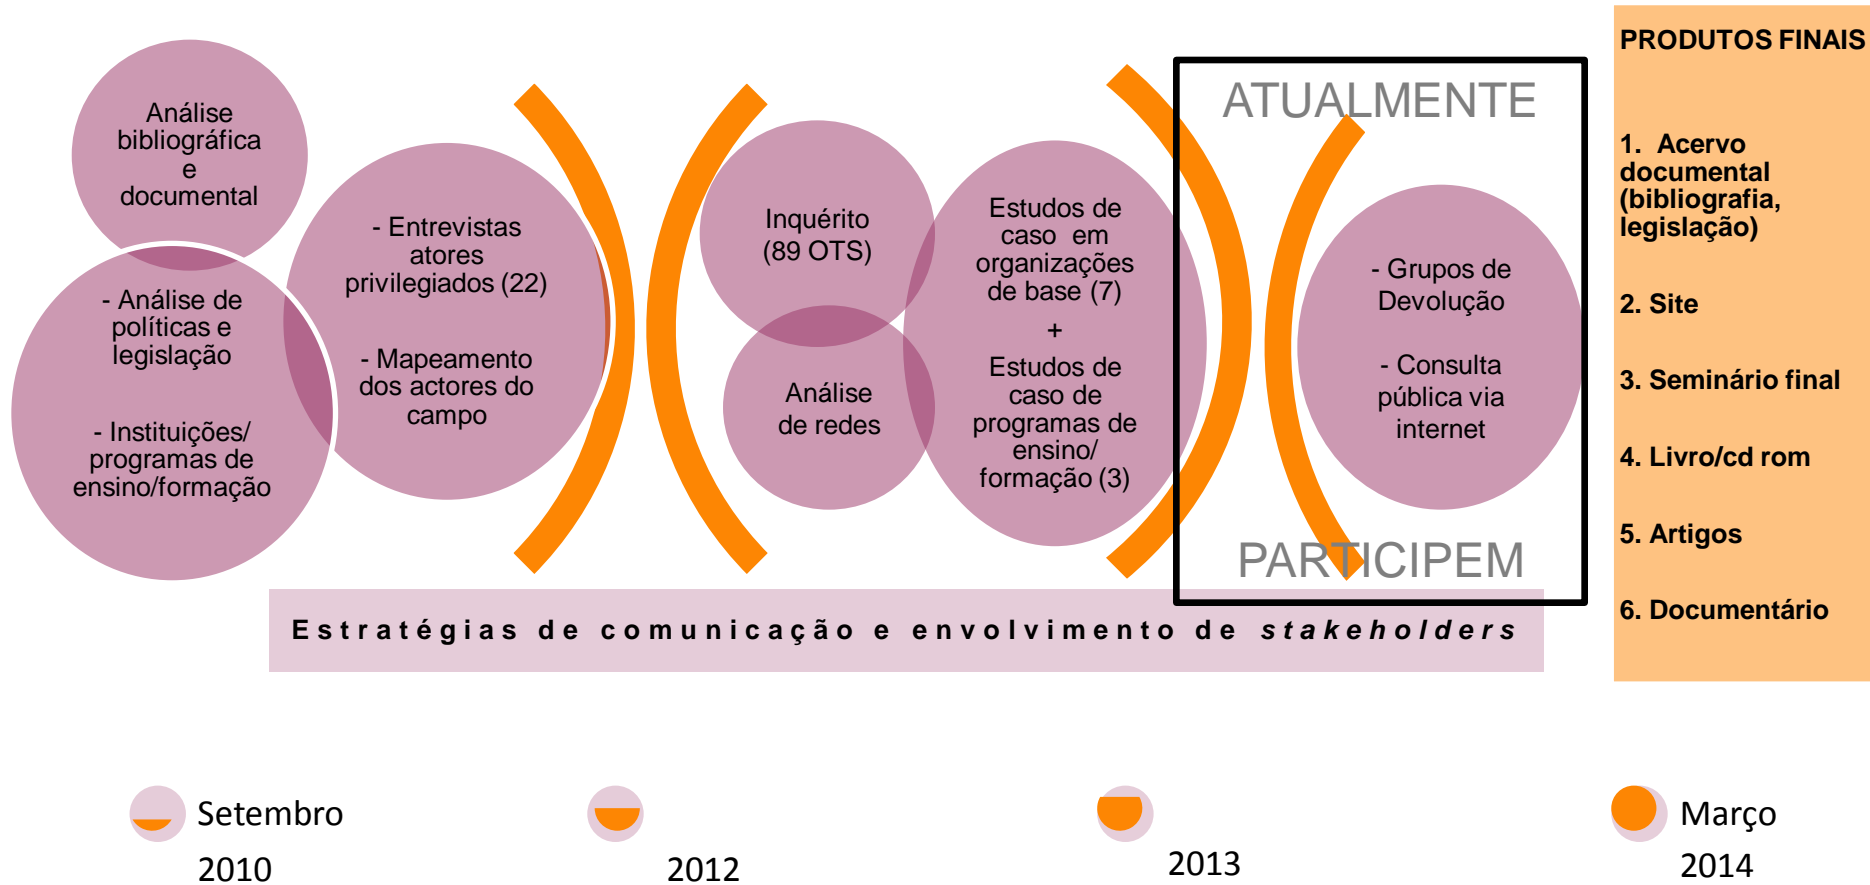 Análise
bibliográfica
e
documental
- Análise de
políticas e
legislação
- Instituições/
programas de
ensino/formação
- Entrevistas
atores
privilegiados (22)
- Mapeamento
dos actores do
campo
Inquérito
(89 OTS)
Análise
de redes
Estudos de
caso em
organizações
de base (7)
+
Estudos de
caso de
programas de
ensino/
formação (3)
ATUALMENTE
- Grupos de
Devolução
- Consulta
pública via
internet
PARTICIPEM
Estratégias de comunicação e envolvimento de stakeholders
PRODUTOS FINAIS
1. Acervo
documental
(bibliografia,
legislação)
2. Site
3. Seminário final
4. Livro/cd rom
5. Artigos
6. Documentário
Setembro
2010
2012
2013
Março
2014